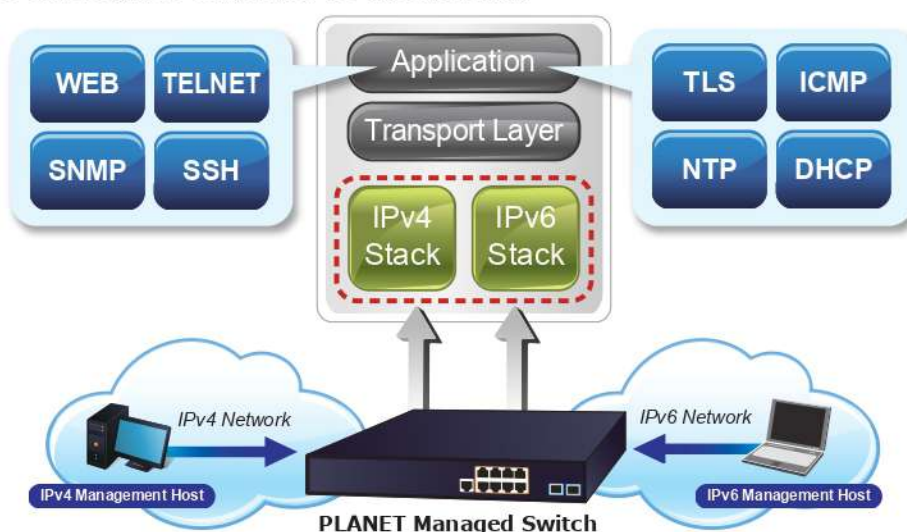 WEB
TELNET
SNMP
SSH
Application
Transport Layer
IPv4
Stack
IPv6
Stack
TLS
ICMP
NTP
DHCP
IPv4 Network
IPv6 Network
IPv4 Management Host
IPv6 Management Host
PLANET Managed Switch